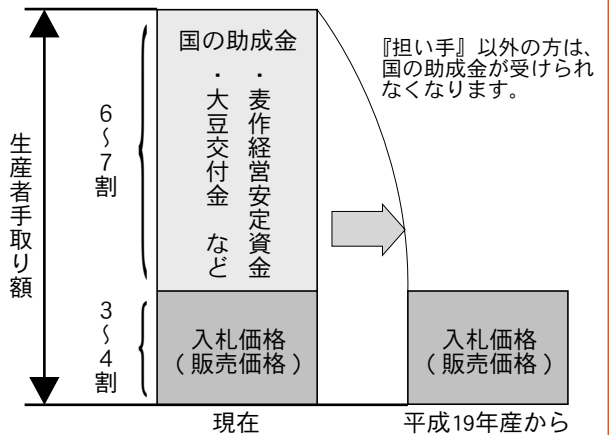 生産者手取り額
6～7割
3～4割
国の助成金
・麦作経営安定資金
・大豆交付金 など
入札価格
（販売価格）
現在
『担い手』以外の方は、
国の助成金が受けられ
なくなります。
入札価格
（販売価格）
平成19年産から